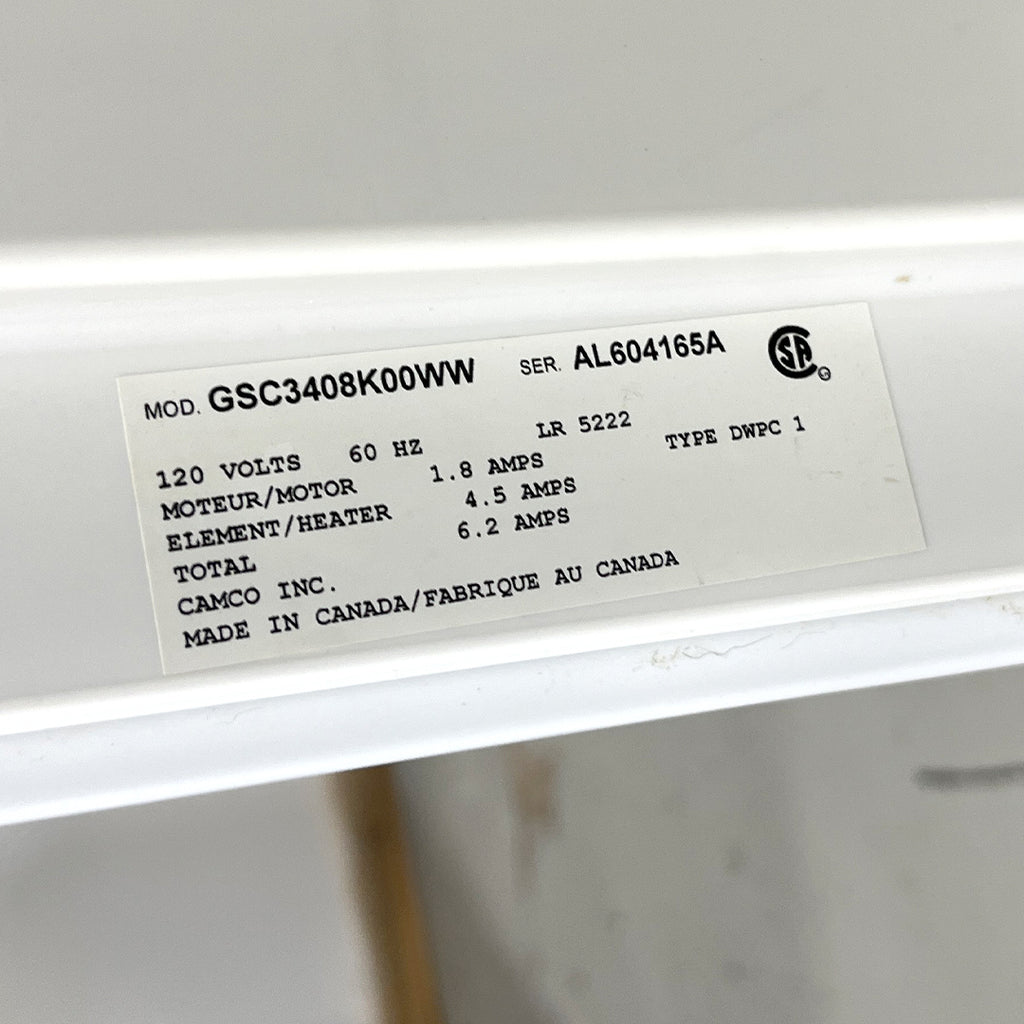 MOD. GSC3408K00WW SER. AL604165A SA
120 VOLTS 60 HZ LR 5222 TYPE DWPC 1
MOTEUR/MOTOR 1.8 AMPS
ELEMENT/HEATER 4.5 AMPS
TOTAL 6.2 AMPS
CAMCO INC.
MADE IN CANADA/FABRIQUE AU CANADA